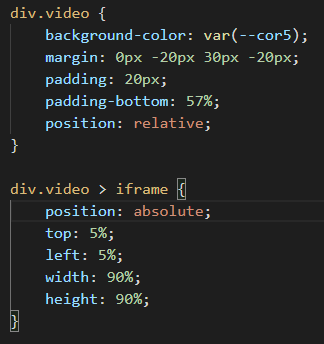 div.video {
    background-color: var(--cor5);
    margin: 0px -20px 30px -20px;
    padding: 20px;
    padding-bottom: 57%;
    position: relative;
}
div.video > iframe {
    position: absolute;
    top: 5%;
    left: 5%;
    width: 90%;
    height: 90%;
}